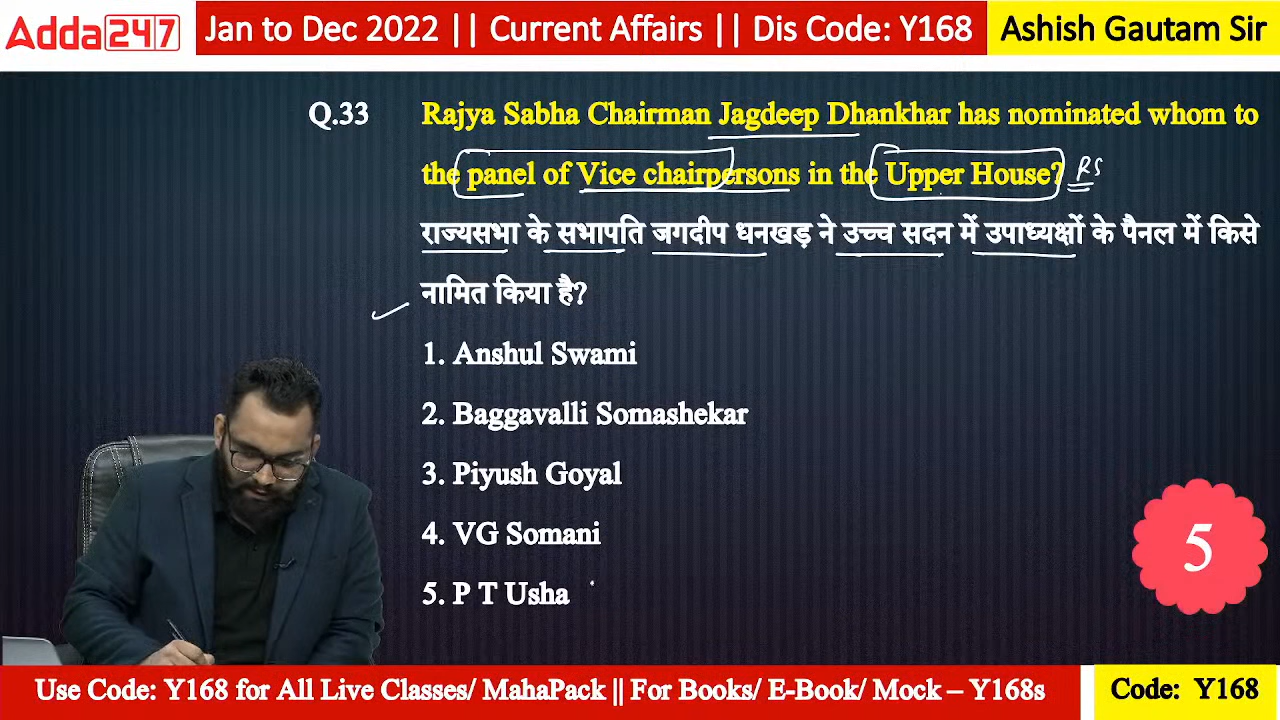 Adda247 Jan to Dec 2022 || Current Affairs || Dis Code: Y168 Ashish Gautam Sir
Q.33 Rajya Sabha Chairman Jagdeep Dhankhar has nominated whom to
the panel of Vice chairpersons in the Upper House? RS
राज्यसभा के सभापति जगदीप धनखड़ ने उच्च सदन में उपाध्यक्षों के पैनल में किसे
नामित किया है?
1. Anshul Swami
2. Baggavalli Somashekar
3. Piyush Goyal
4. VG Somani
5. P T Usha
5
Use Code: Y168 for All Live Classes/ MahaPack || For Books/ E-Book/ Mock – Y168s Code: Y168